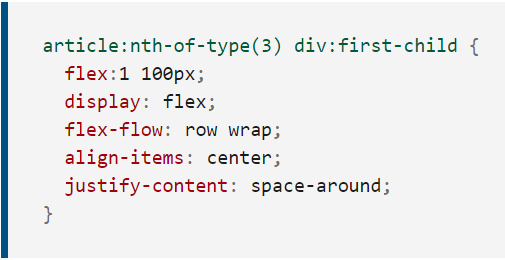 article:nth-of-type(3) div:first-child {
flex:1 100px;
display: flex;
flex-flow: row wrap;
align-items: center;
justify-content: space-around;
}